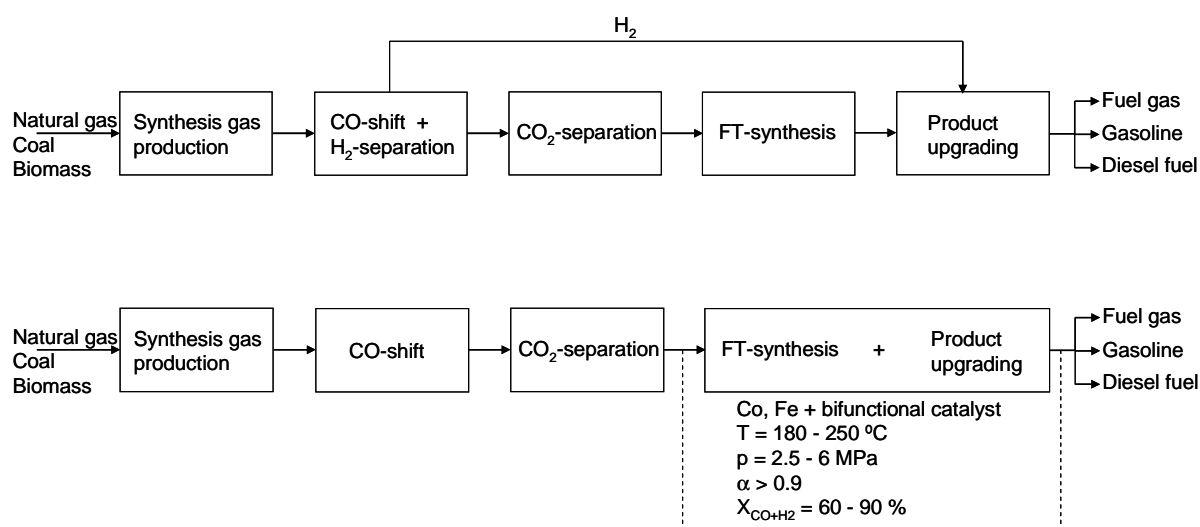 H₂
Natural gas
Coal
Biomass
Synthesis gas
production
CO-shift +
H₂-separation
CO₂-separation
FT-synthesis
Product
upgrading
Fuel gas
Gasoline
Diesel fuel
Natural gas
Coal
Biomass
Synthesis gas
production
CO-shift
CO₂-separation
FT-synthesis + Product
upgrading
Fuel gas
Gasoline
Diesel fuel
Co, Fe + bifunctional catalyst
T = 180 - 250 ºC
p = 2.5 - 6 MPa
α > 0.9
X_CO+H2 = 60 - 90 %